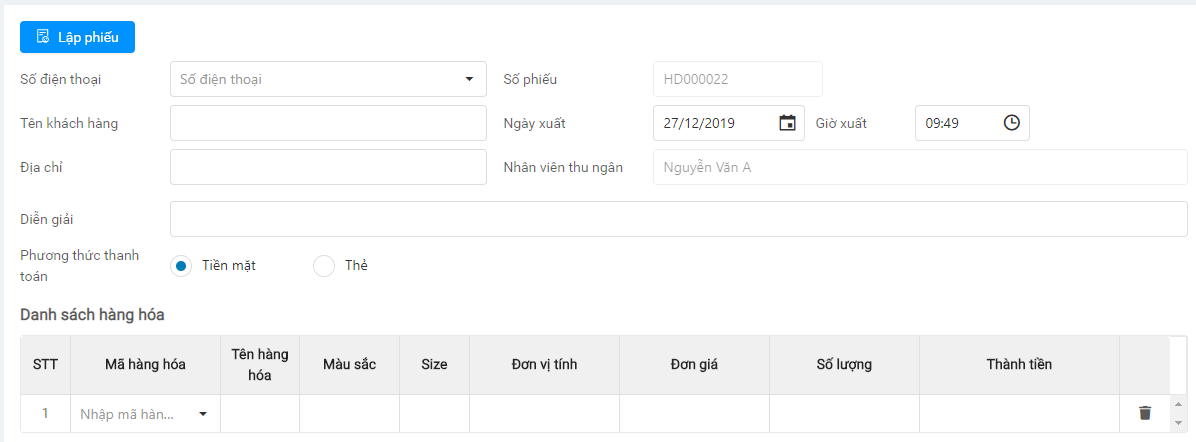 Lập phiếu
Số điện thoại Số điện thoại Số phiếu HD000022
Tên khách hàng Ngày xuất 27/12/2019 Giờ xuất 09:49
Địa chỉ Nhân viên thu ngân Nguyễn Văn A
Diễn giải
Phương thức thanh
toán
Tiền mặt Thẻ
Danh sách hàng hóa
STT Mã hàng hóa Tên hàng
hóa
Màu sắc Size Đơn vị tính Đơn giá Số lượng Thành tiền
1 Nhập mã hàn...